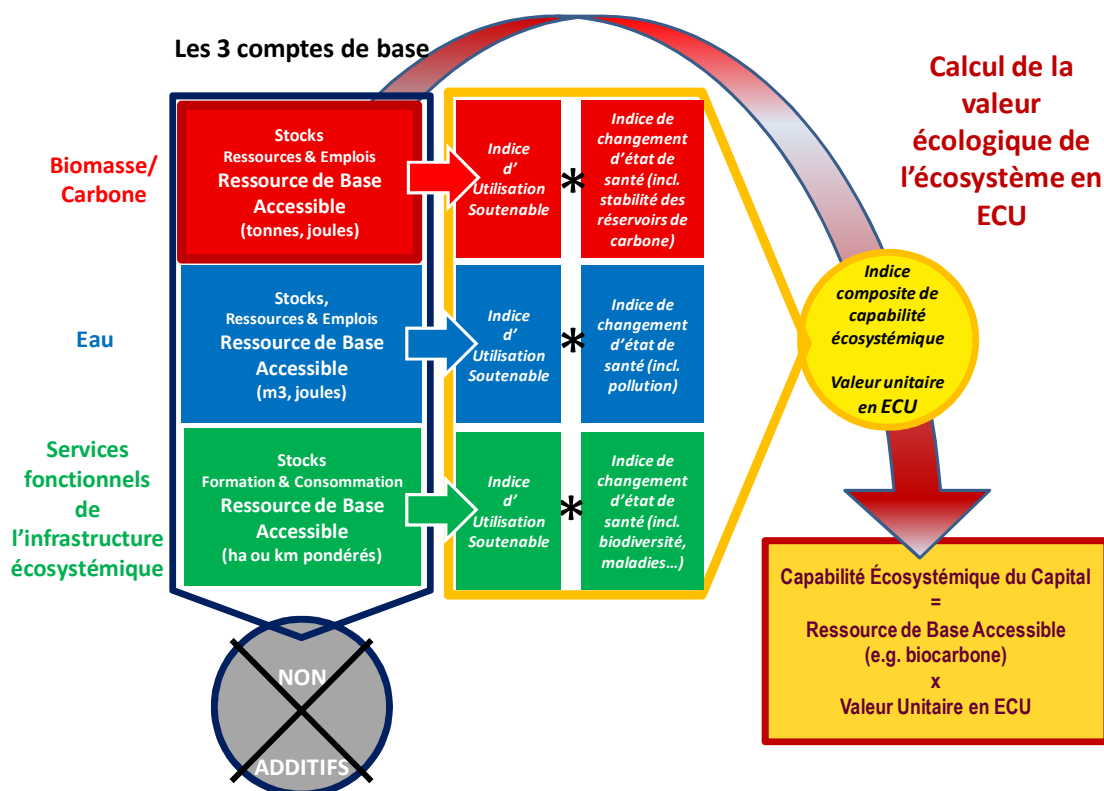 Les 3 comptes de base
Calcul de la
valeur
écologique de
l'écosystème en
ECU
Biomasse/
Carbone
Stocks
Ressources & Emplois
Ressource de Base
Accessible
(tonnes, joules)
Indice
d'
Utilisation
Soutenable
*
Indice de
changement
d'état de
santé (incl.
stabilité des
réservoirs de
carbone)
Eau
Stocks,
Ressources & Emplois
Ressource de Base
Accessible
(m3, joules)
Indice
d'
Utilisation
Soutenable
*
Indice de
changement
d'état de
santé (incl.
pollution)
Services
fonctionnels
de
l'infrastructure
écosystémique
Stocks
Formation & Consommation
Ressource de Base
Accessible
(ha ou km pondérés)
Indice
d'
Utilisation
Soutenable
*
Indice de
changement
d'état de
santé (incl.
biodiversité,
maladies…)
Indice
composite de
capabilité
écosystémique
Valeur unitaire
en ECU
Capabilité Écosystémique du Capital
=
Ressource de Base Accessible
(e.g. biocarbone)
x
Valeur Unitaire en ECU
NON
ADDITIFS